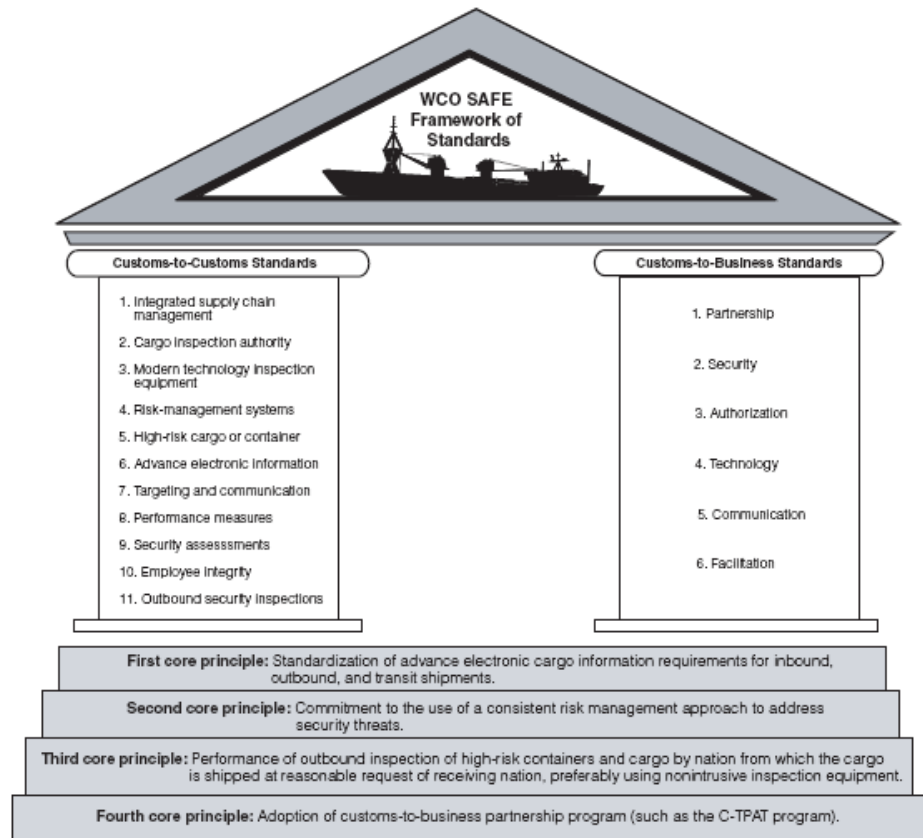 WCO SAFE
Framework of
Standards
Customs-to-Customs Standards
1. Integrated supply chain
management
2. Cargo inspection authority
3. Modern technology inspection
equipment
4. Risk-management systems
5. High-risk cargo or container
6. Advance electronic information
7. Targeting and communication
8. Performance measures
9. Security assesssments
10. Employee integrity
11. Outbound security inspections
Customs-to-Business Standards
1. Partnership
2. Security
3. Authorization
4. Technology
5. Communication
6. Facilitation
First core principle: Standardization of advance electronic cargo information requirements for inbound,
outbound, and transit shipments.
Second core principle: Commitment to the use of a consistent risk management approach to address
security threats.
Third core principle: Performance of outbound inspection of high-risk containers and cargo by nation from which the cargo
is shipped at reasonable request of receiving nation, preferably using nonintrusive inspection equipment.
Fourth core principle: Adoption of customs-to-business partnership program (such as the C-TPAT program).